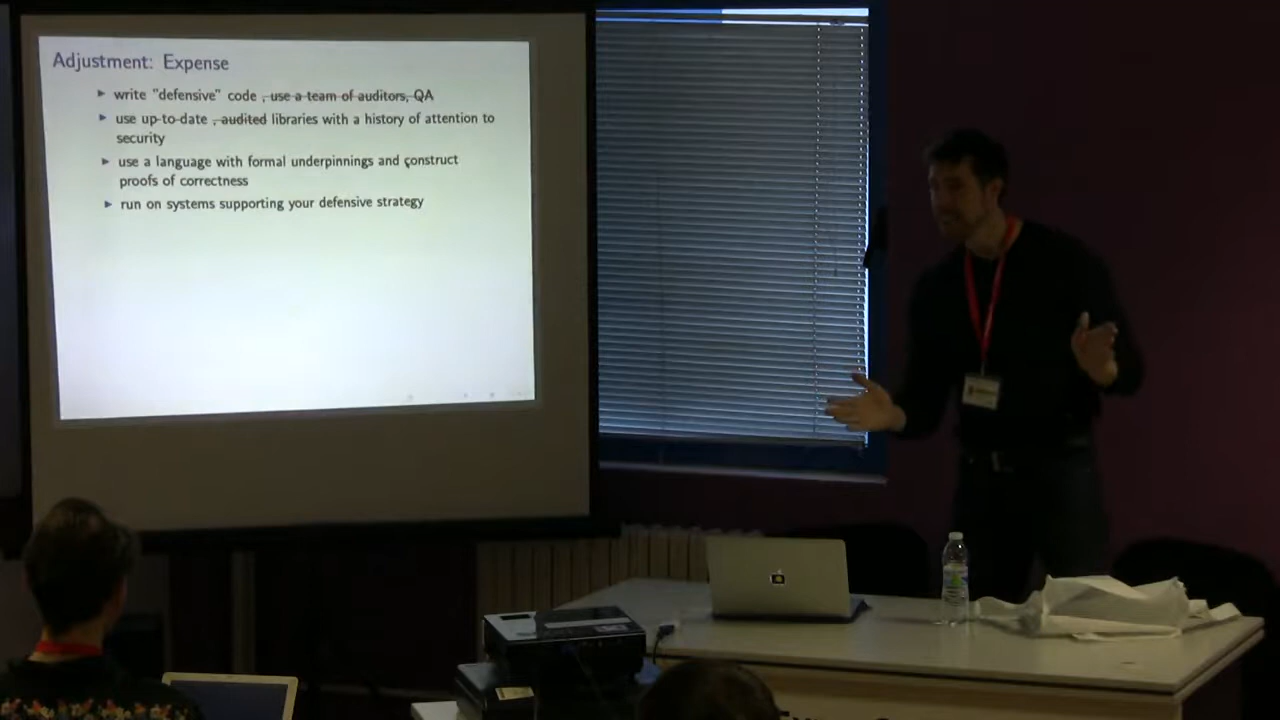 Adjustment: Expense
▶ write "defensive" code , use a team of auditors, QA
▶ use up-to-date , audited libraries with a history of attention to
security
▶ use a language with formal underpinnings and construct
proofs of correctness
▶ run on systems supporting your defensive strategy